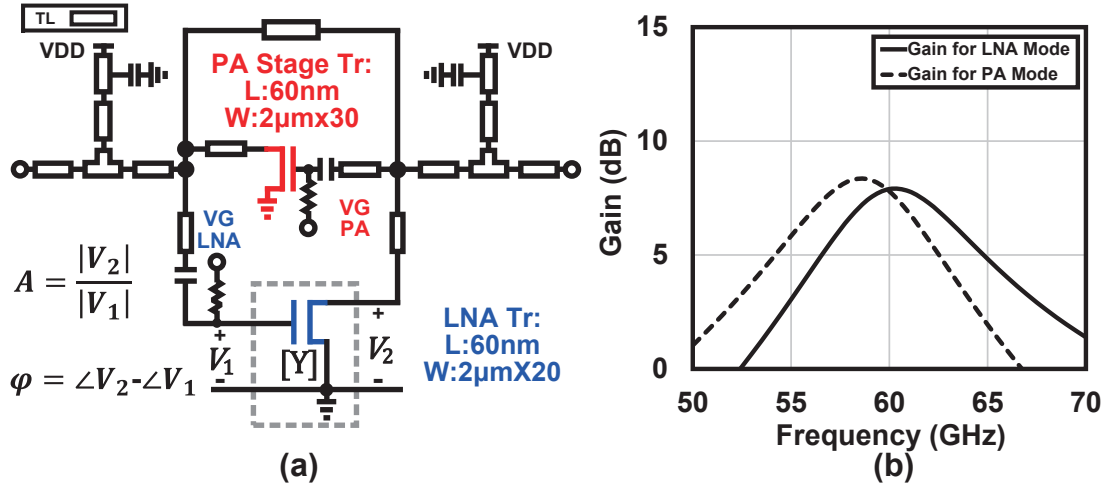 TL
VDD
VDD
PA Stage Tr:
L:60nm
W:2µmx30
VG
LNA
VG
PA
A = |V2| / |V1|
φ = ∠V2-∠V1
+
V1
-
[Y]
+
V2
-
LNA Tr:
L:60nm
W:2µmX20
(a)
Gain (dB)
15
10
5
0
Gain for LNA Mode
Gain for PA Mode
50 55 60 65 70
Frequency (GHz)
(b)